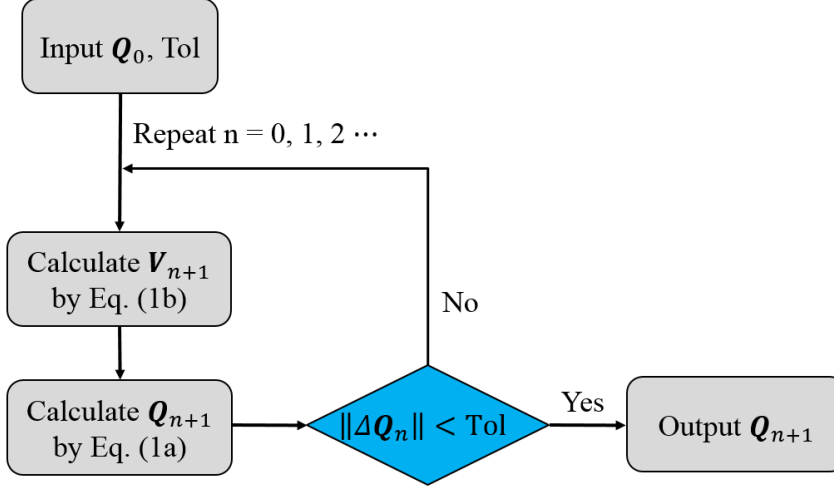 Input 𝑸₀, Tol
Repeat n = 0, 1, 2 ⋯
Calculate 𝑽ₙ₊₁
by Eq. (1b)
No
Calculate 𝑸ₙ₊₁
by Eq. (1a)
‖𝛥𝑸ₙ‖ < Tol
Yes
Output 𝑸ₙ₊₁